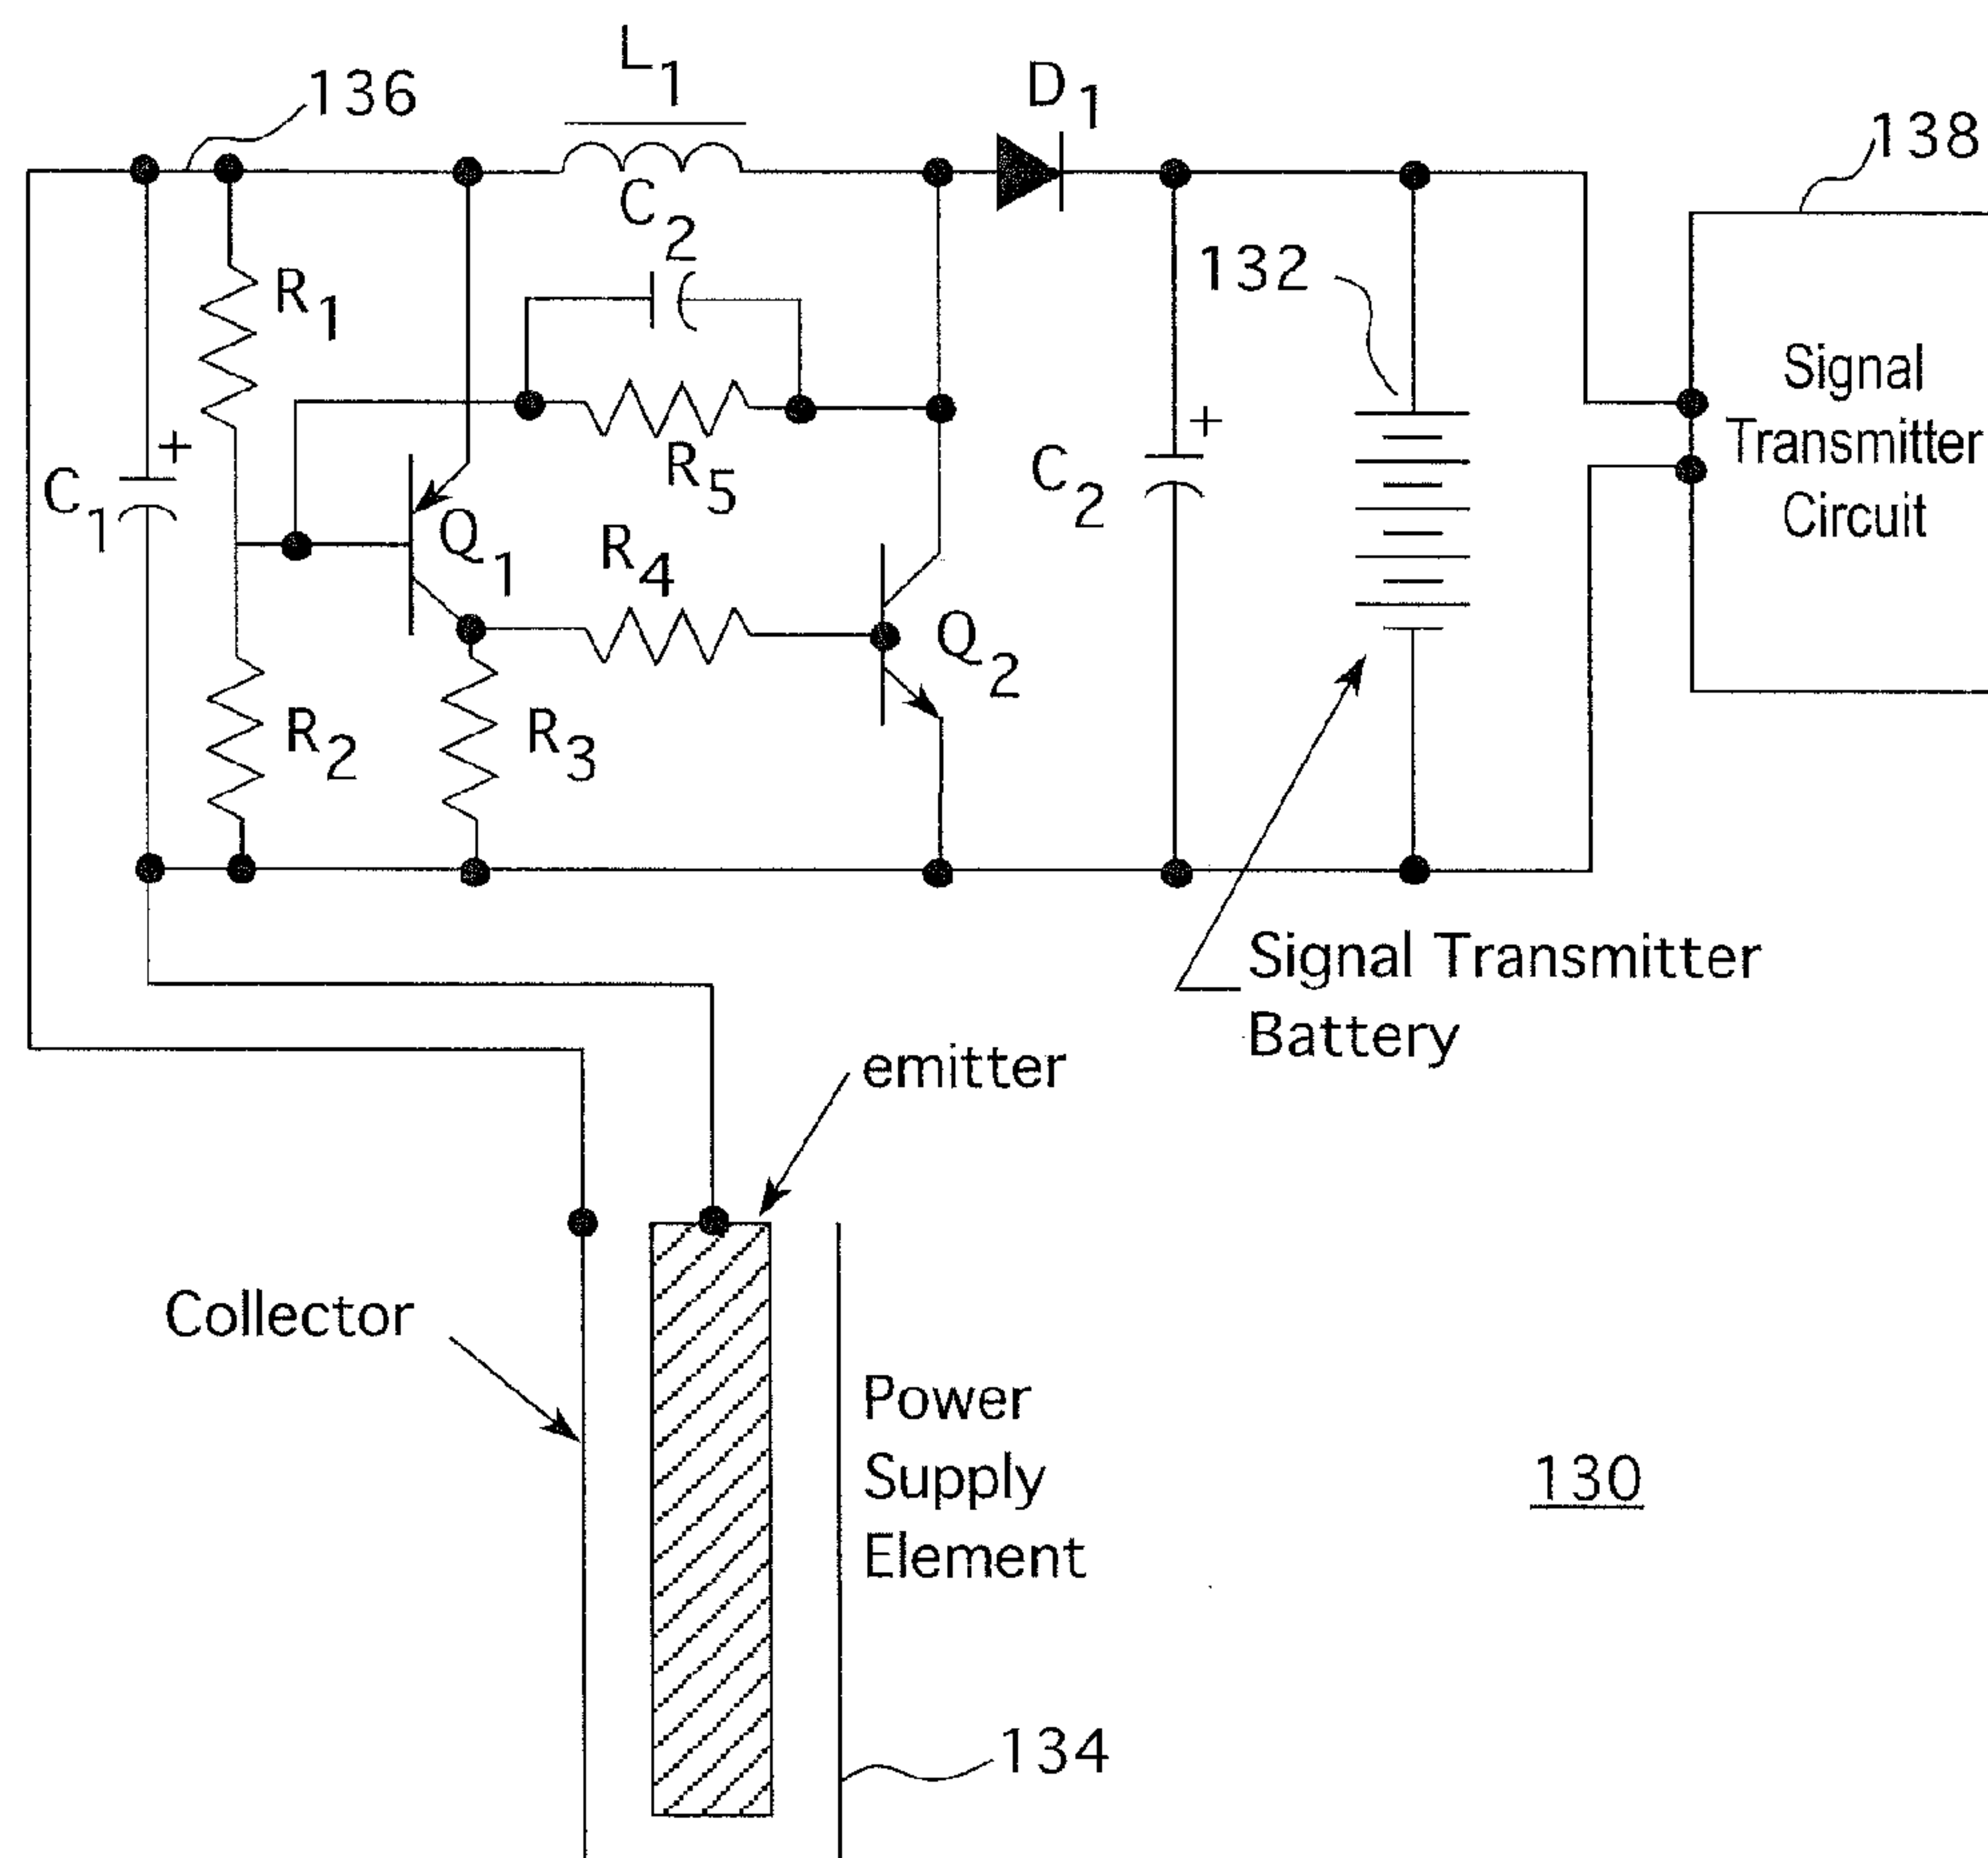 L1
D1
136
138
C2
R1
132
Signal
Transmitter
Circuit
+
+
C1
R5
C2
Q1
R4
Q2
R2
R3
Signal Transmitter
Battery
emitter
Collector
Power
Supply
Element
130
134